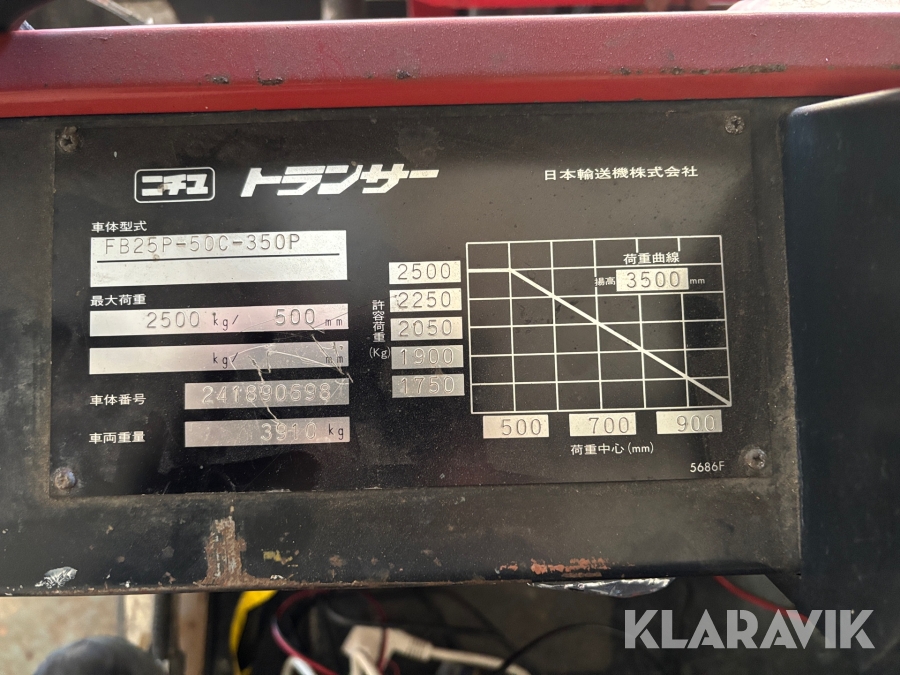 ニチユ トランサー 日本輸送機株式会社
車体型式
FB25P-50C-350P
最大荷重
2500 kg/ 500 mm
kg/ mm
車体番号
241890698
車両重量
3910 kg
許容荷重
(Kg)
2500
2250
2050
1900
1750
荷重曲線
揚高 3500 mm
500 700 900
荷重中心 (mm)
5686F
KLARAVIK